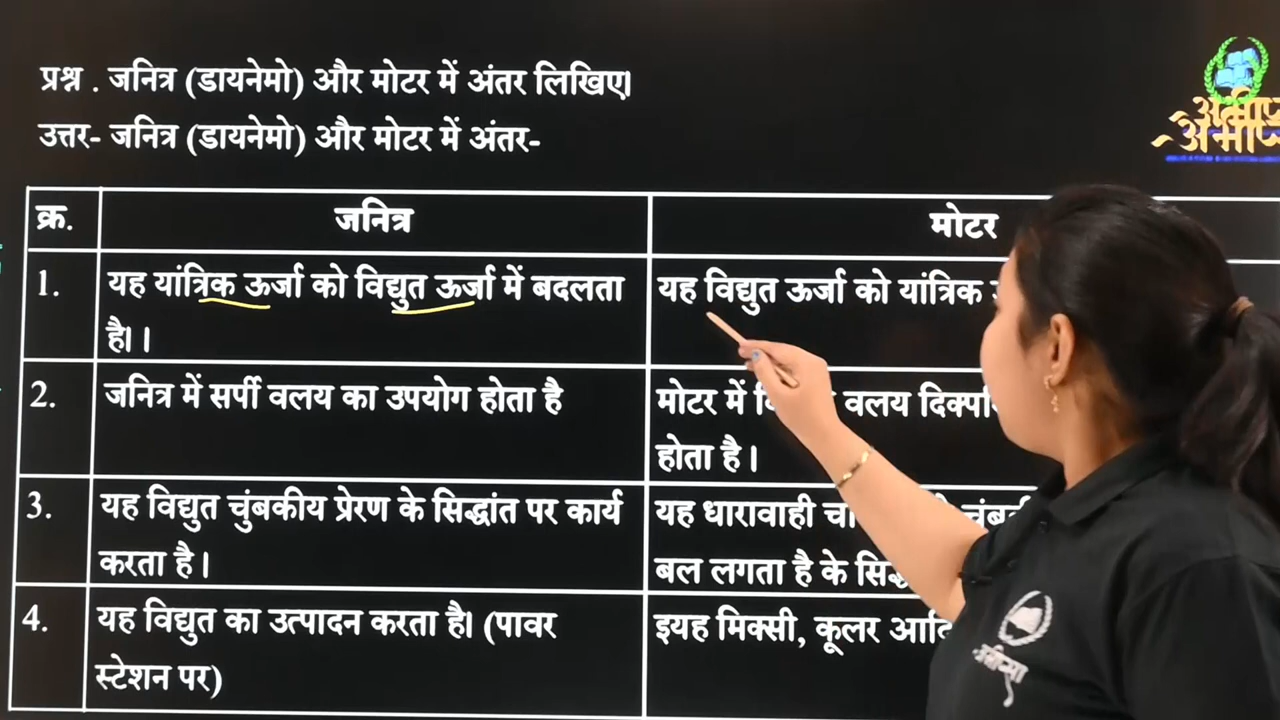 प्रश्न . जनित्र (डायनेमो) और मोटर में अंतर लिखिए।
उत्तर- जनित्र (डायनेमो) और मोटर में अंतर-
क्र. जनित्र मोटर
1. यह यांत्रिक ऊर्जा को विद्युत ऊर्जा में बदलता यह विद्युत ऊर्जा को यांत्रिक
है। ।
2. जनित्र में सर्पी वलय का उपयोग होता है मोटर में वलय
होता है ।
3. यह विद्युत चुंबकीय प्रेरण के सिद्धांत पर कार्य यह धारावाही
करता है । बल लगता है के
4. यह विद्युत का उत्पादन करता है। (पावर इयह मिक्सी, कूलर
स्टेशन पर)